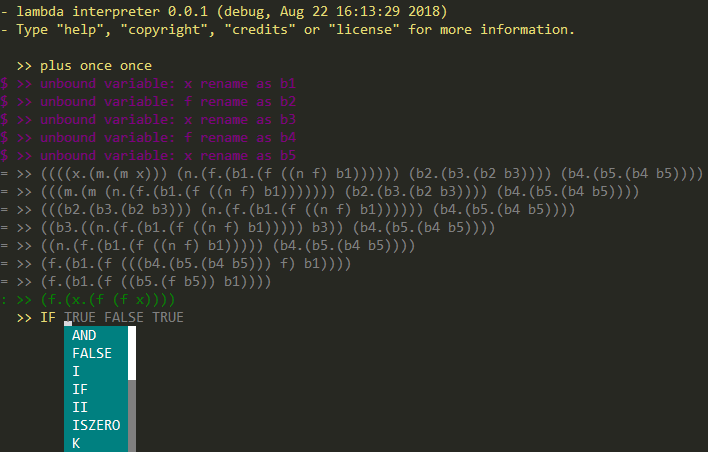 - lambda interpreter 0.0.1 (debug, Aug 22 16:13:29 2018)
- Type "help", "copyright", "credits" or "license" for more information.
>> plus once once
$ >> unbound variable: x rename as b1
$ >> unbound variable: f rename as b2
$ >> unbound variable: x rename as b3
$ >> unbound variable: f rename as b4
$ >> unbound variable: x rename as b5
= >> ((((x.(m.(m x))) (n.(f.(b1.(f ((n f) b1)))))) (b2.(b3.(b2 b3)))) (b4.(b5.(b4 b5))))
= >> (((m.(m (n.(f.(b1.(f ((n f) b1))))))) (b2.(b3.(b2 b3)))) (b4.(b5.(b4 b5))))
= >> (((b2.(b3.(b2 b3))) (n.(f.(b1.(f ((n f) b1)))))) (b4.(b5.(b4 b5))))
= >> ((b3.((n.(f.(b1.(f ((n f) b1))))) b3)) (b4.(b5.(b4 b5))))
= >> ((n.(f.(b1.(f ((n f) b1))))) (b4.(b5.(b4 b5))))
= >> (f.(b1.(f (((b4.(b5.(b4 b5))) f) b1))))
= >> (f.(b1.(f ((b5.(f b5)) b1))))
: >> (f.(x.(f (f x))))
>> IF TRUE FALSE TRUE
AND
FALSE
I
IF
II
ISZERO
K